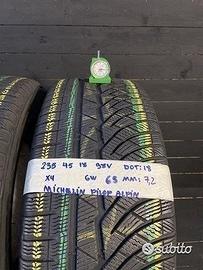 235 45 18 98V DOT:18
X4 GW 68 MM: 7,2
MICHELIN PILOT ALPIN
subito